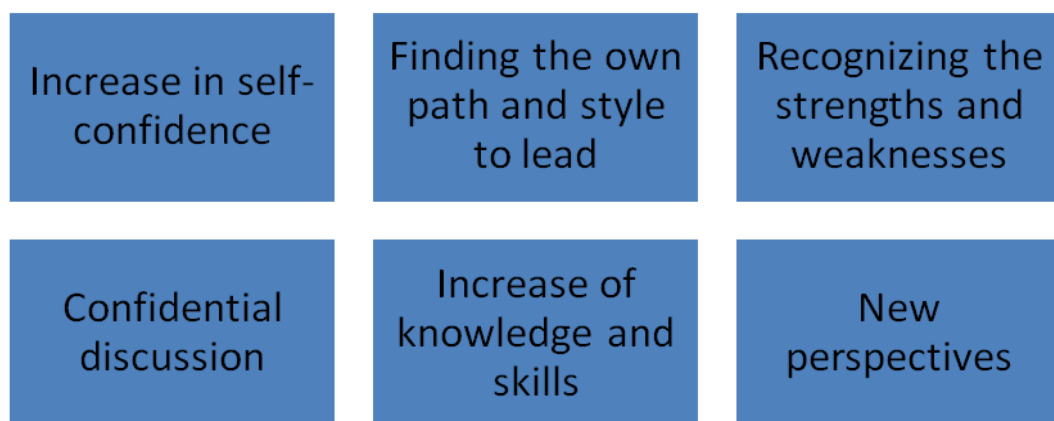 Increase in self-
confidence
Finding the own
path and style
to lead
Recognizing the
strengths and
weaknesses
Confidential
discussion
Increase of
knowledge and
skills
New
perspectives